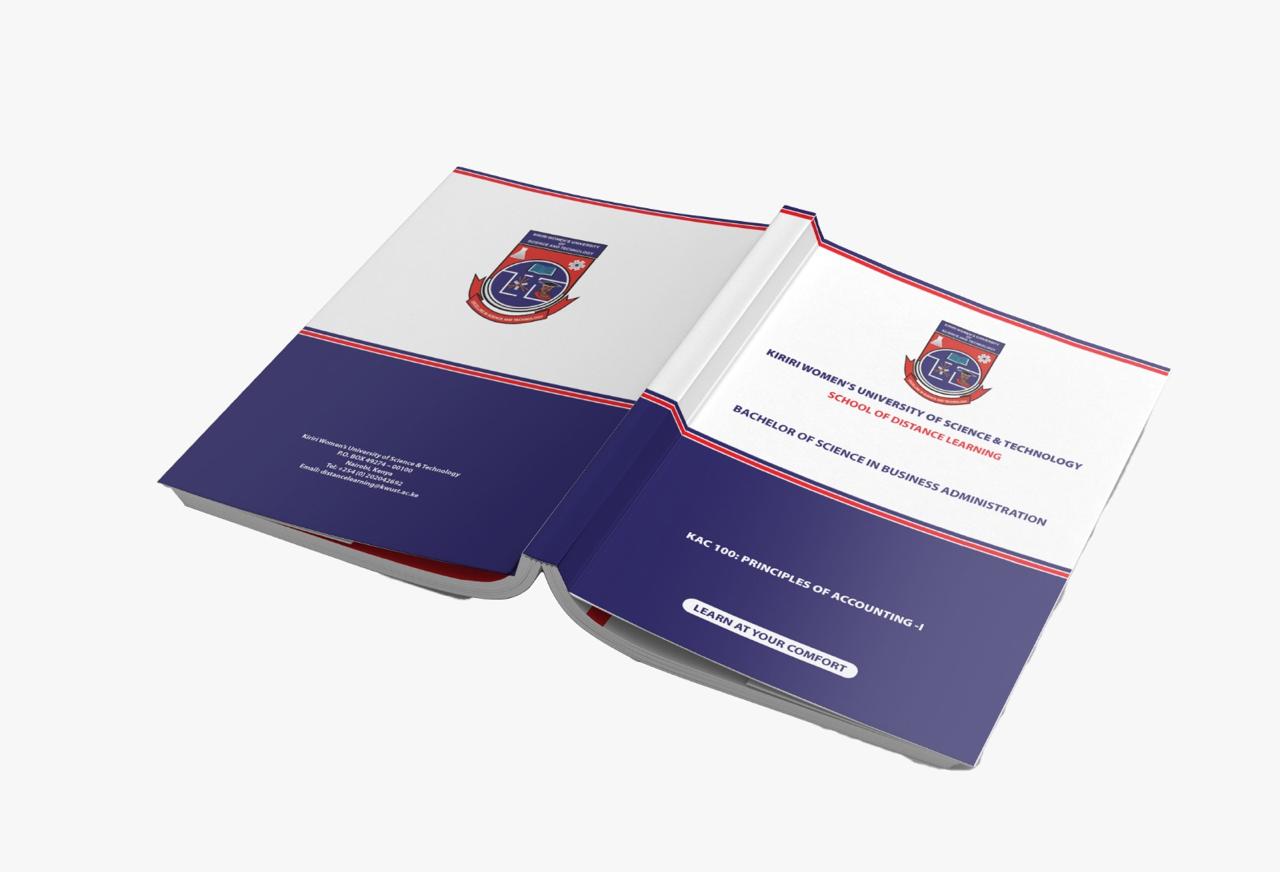 KIRIRI WOMEN'S UNIVERSITY
OF
SCIENCE AND TECHNOLOGY
Kiriri Women's University of Science & Technology
P.O. BOX 49274 – 00100
Nairobi, Kenya
Tel: +254 (0) 202042692
Email: distancelearning@kwust.ac.ke
KIRIRI WOMEN'S UNIVERSITY
OF
SCIENCE AND TECHNOLOGY
KIRIRI WOMEN'S UNIVERSITY OF SCIENCE & TECHNOLOGY
SCHOOL OF DISTANCE LEARNING
BACHELOR OF SCIENCE IN BUSINESS ADMINISTRATION
KAC 100: PRINCIPLES OF ACCOUNTING -I
LEARN AT YOUR COMFORT